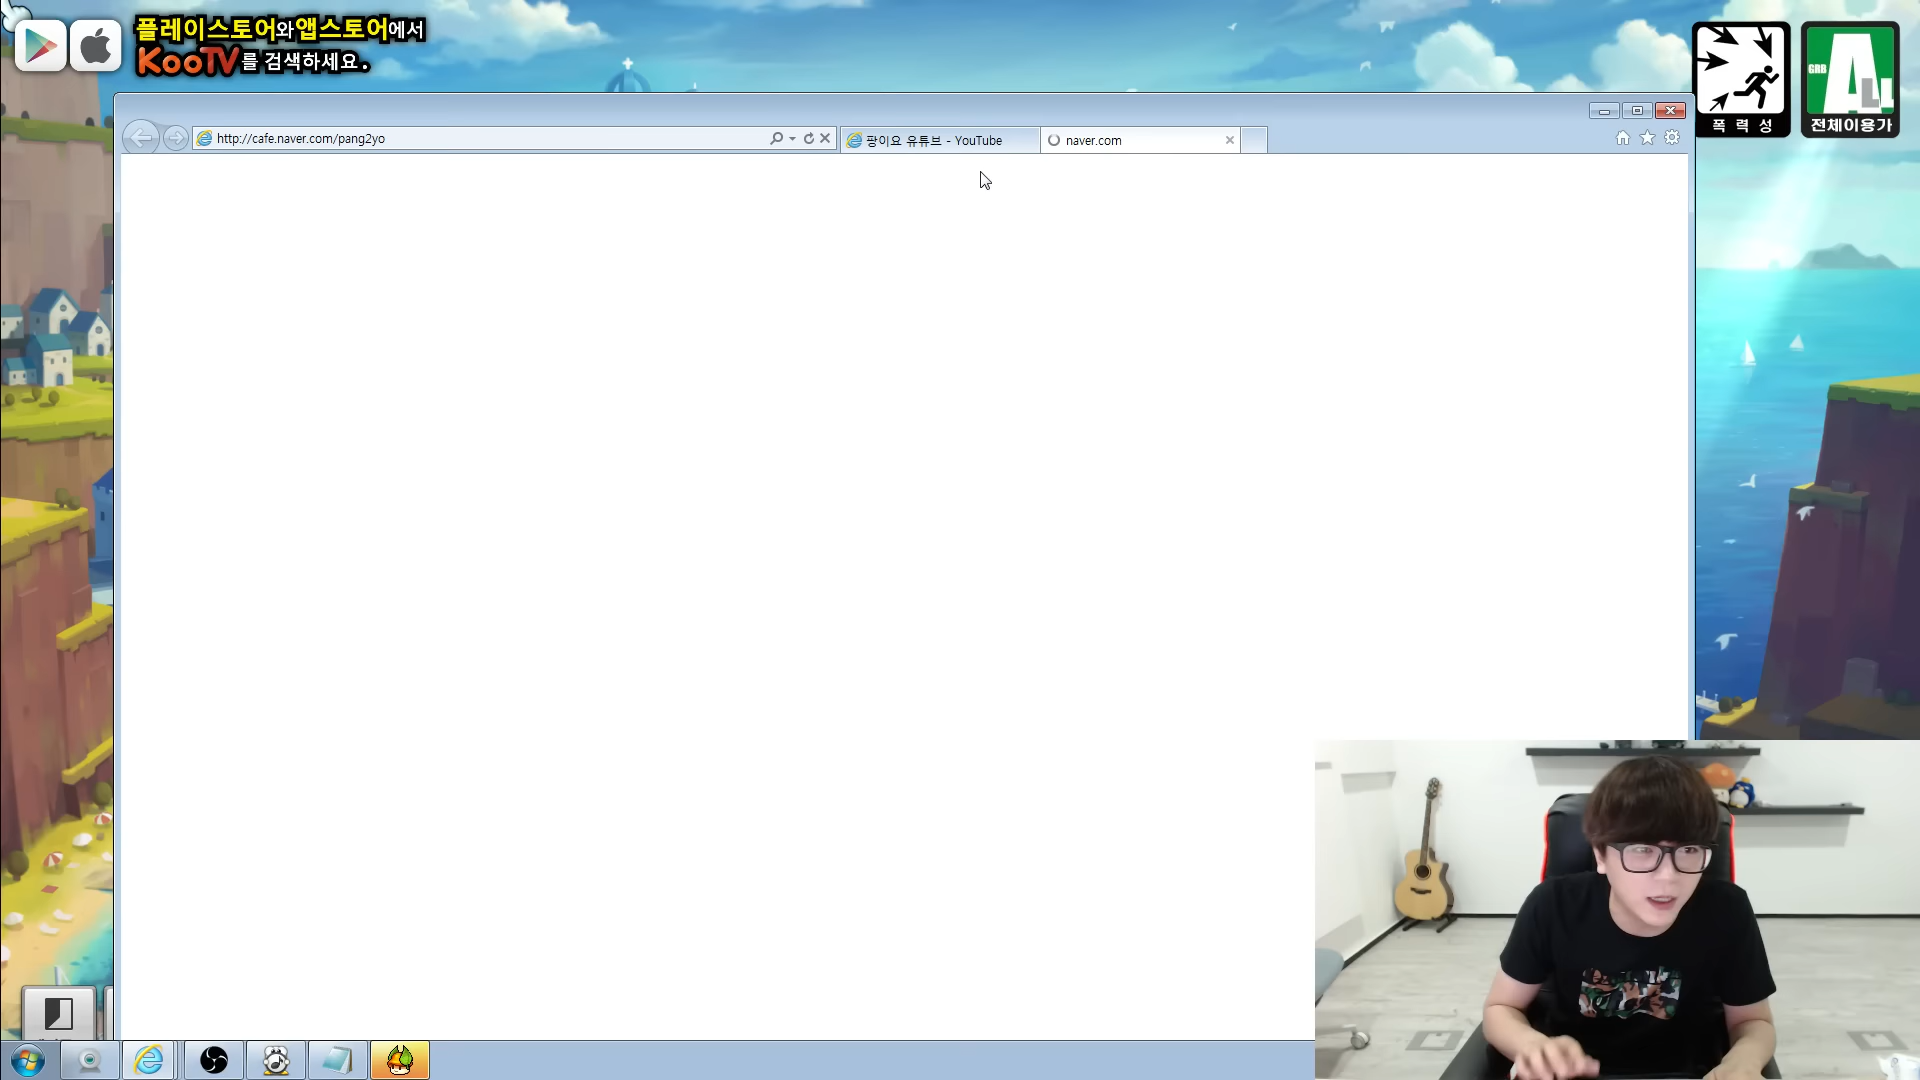 플레이스토어와앱스토어에서
KooTV를 검색하세요.
폭력성
GRB
ALL
전체이용가
http://cafe.naver.com/pang2yo
팡이요 유튜브 - YouTube
naver.com